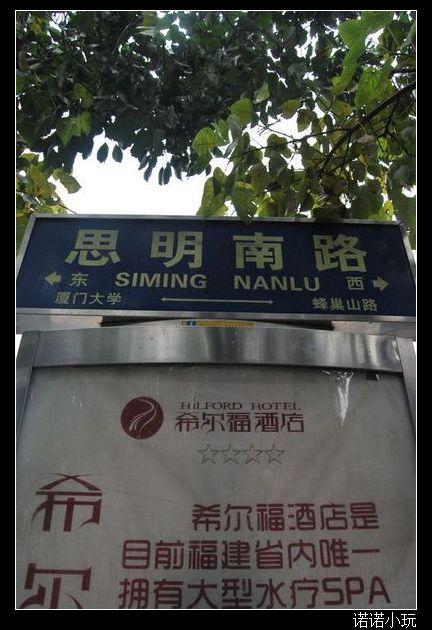 思明南路
东 SIMING NANLU 西
厦门大学 蜂巢山路
HILFORD HOTEL
希尔福酒店
希尔
希尔福酒店是
目前福建省内唯一
拥有大型水疗SPA
诺诺小玩